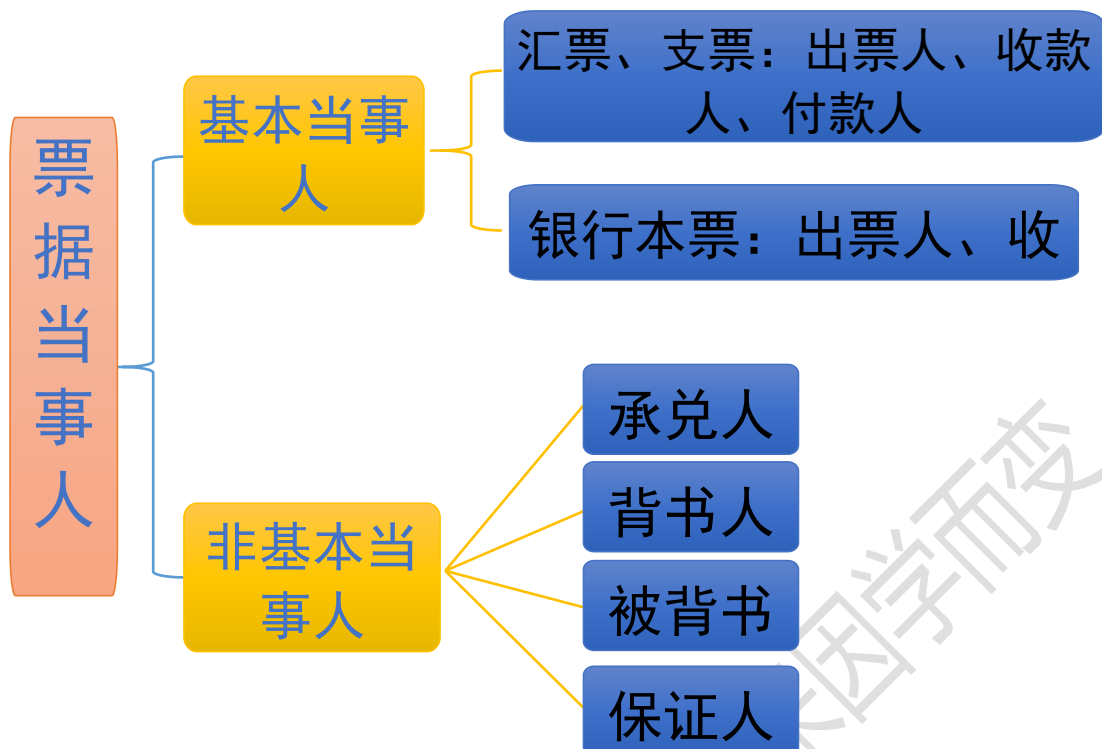 票据当事人
基本当事
人
汇票、支票：出票人、收款
人、付款人
银行本票：出票人、收
非基本当
事人
承兑人
背书人
被背书
保证人
因学而变